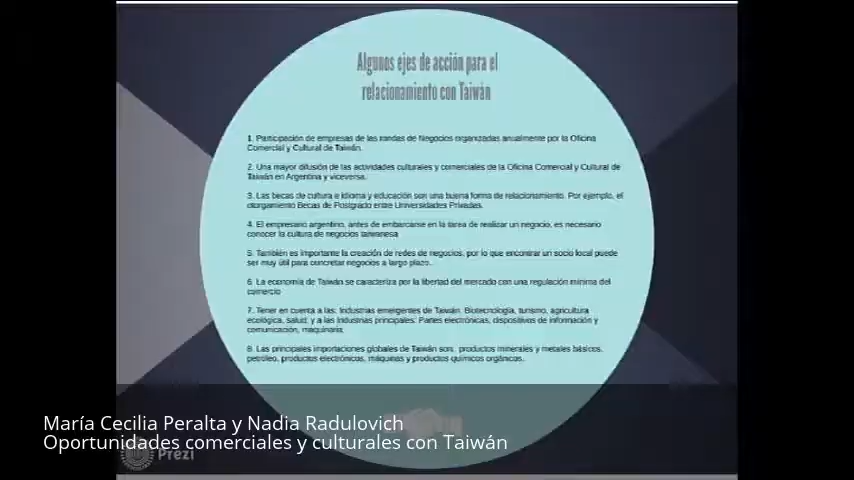 Algunos ejes de acción para el
relacionamiento con Taiwán
1. Participación de empresas de las rondas de Negocios organizadas anualmente por la Oficina
Comercial y Cultural de Taiwán.
2. Una mayor difusión de las actividades culturales y comerciales de la Oficina Comercial y Cultural de
Taiwán en Argentina y viceversa.
3. Las becas de cultura e idioma y educación son una buena forma de relacionamiento. Por ejemplo, el
otorgamiento Becas de Postgrado entre Universidades Privadas.
4. El empresario argentino, antes de embarcarse en la tarea de realizar un negocio, es necesario
conocer la cultura de negocios taiwanesa
5. También es importante la creación de redes de negocios, por lo que encontrar un socio local puede
ser muy útil para concretar negocios a largo plazo.
6. La economía de Taiwán se caracteriza por la libertad del mercado con una regulación mínima del
comercio
7. Tener en cuenta a las: Industrias emergentes de Taiwán: Biotecnología, turismo, agricultura
ecológica, salud; y a las Industrias principales: Partes electrónicas, dispositivos de información y
comunicación, maquinaria.
8. Las principales importaciones globales de Taiwán son: productos minerales y metales básicos,
petróleo, productos electrónicos, máquinas y productos químicos orgánicos.
María Cecilia Peralta y Nadia Radulovich
Oportunidades comerciales y culturales con Taiwán
Prezi